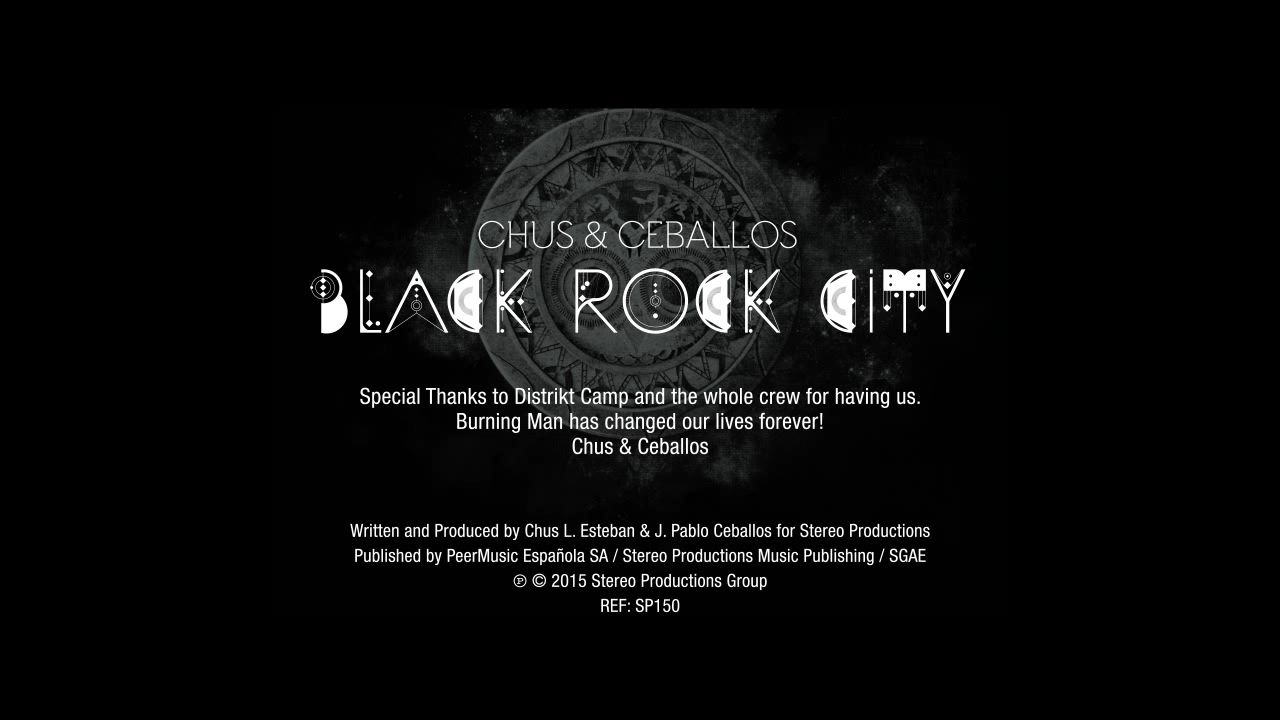 CHUS & CEBALLOS
BLACK ROCK CiTY
Special Thanks to Distrikt Camp and the whole crew for having us.
Burning Man has changed our lives forever!
Chus & Ceballos
Written and Produced by Chus L. Esteban & J. Pablo Ceballos for Stereo Productions
Published by PeerMusic Española SA / Stereo Productions Music Publishing / SGAE
℗ © 2015 Stereo Productions Group
REF: SP150